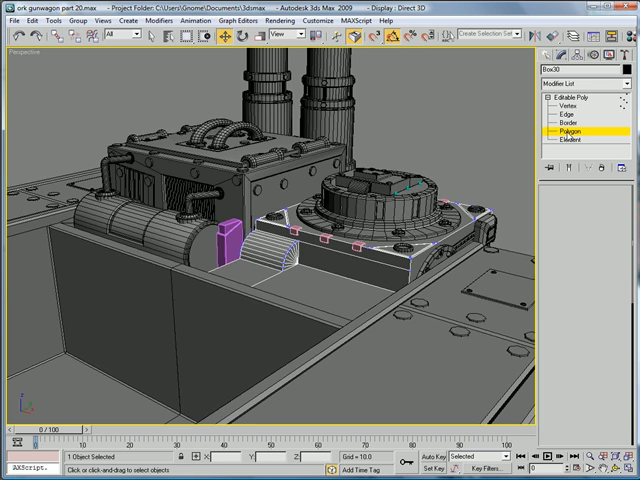 ork gunwagon part 20.max - Project Folder: C:\Users\Gnome\Documents\3dsmax - Autodesk 3ds Max 2009 - Display : Direct 3D
File Edit Tools Group Views Create Modifiers Animation Graph Editors Rendering Customize MAXScript Help
All View Create Selection Set
Perspective
Box30
Modifier List
Editable Poly
Vertex
Edge
Border
Polygon
Element
0 / 100
0 10 20 30 40 50 60 70 80 90 100
1 Object Selected X: Y: Z: Grid = 10.0 Auto Key Selected
AXScript. Click or click-and-drag to select objects Add Time Tag Set Key Key Filters... 0